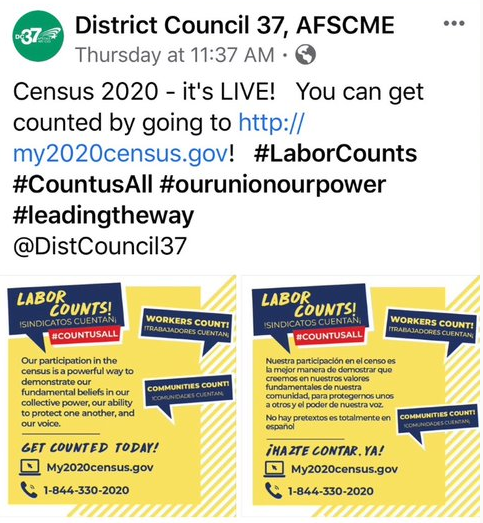 DC 37
District Council 37, AFSCME
Thursday at 11:37 AM ·
Census 2020 - it's LIVE! You can get
counted by going to http://
my2020census.gov! #LaborCounts
#CountusAll #ourunionourpower
#leadingtheway
@DistCouncil37
LABOR
COUNTS!
!SINDICATOS CUENTAN¡
#COUNTUSALL
WORKERS COUNT!
!TRABAJADORES CUENTAN¡
Our participation in the
census is a powerful way to
demonstrate our
fundamental beliefs in our
collective power, our ability
to protect one another, and
our voice.
COMMUNITIES COUNT!
!COMUNIDADES CUENTAN¡
GET COUNTED TODAY!
My2020census.gov
1-844-330-2020
LABOR
COUNTS!
!SINDICATOS CUENTAN¡
#COUNTUSALL
WORKERS COUNT!
!TRABAJADORES CUENTAN¡
Nuestra participación en el censo es
la mejor manera de demostrar que
creemos en nuestros valores
fundamentales de nuestra
comunidad, para protegernos unos
a otros y el poder de nuestra voz.
No hay pretextos es totalmente en
español
COMMUNITIES COUNT!
!COMUNIDADES CUENTAN¡
¡HAZTE CONTAR, YA!
My2020census.gov
1-844-330-2020